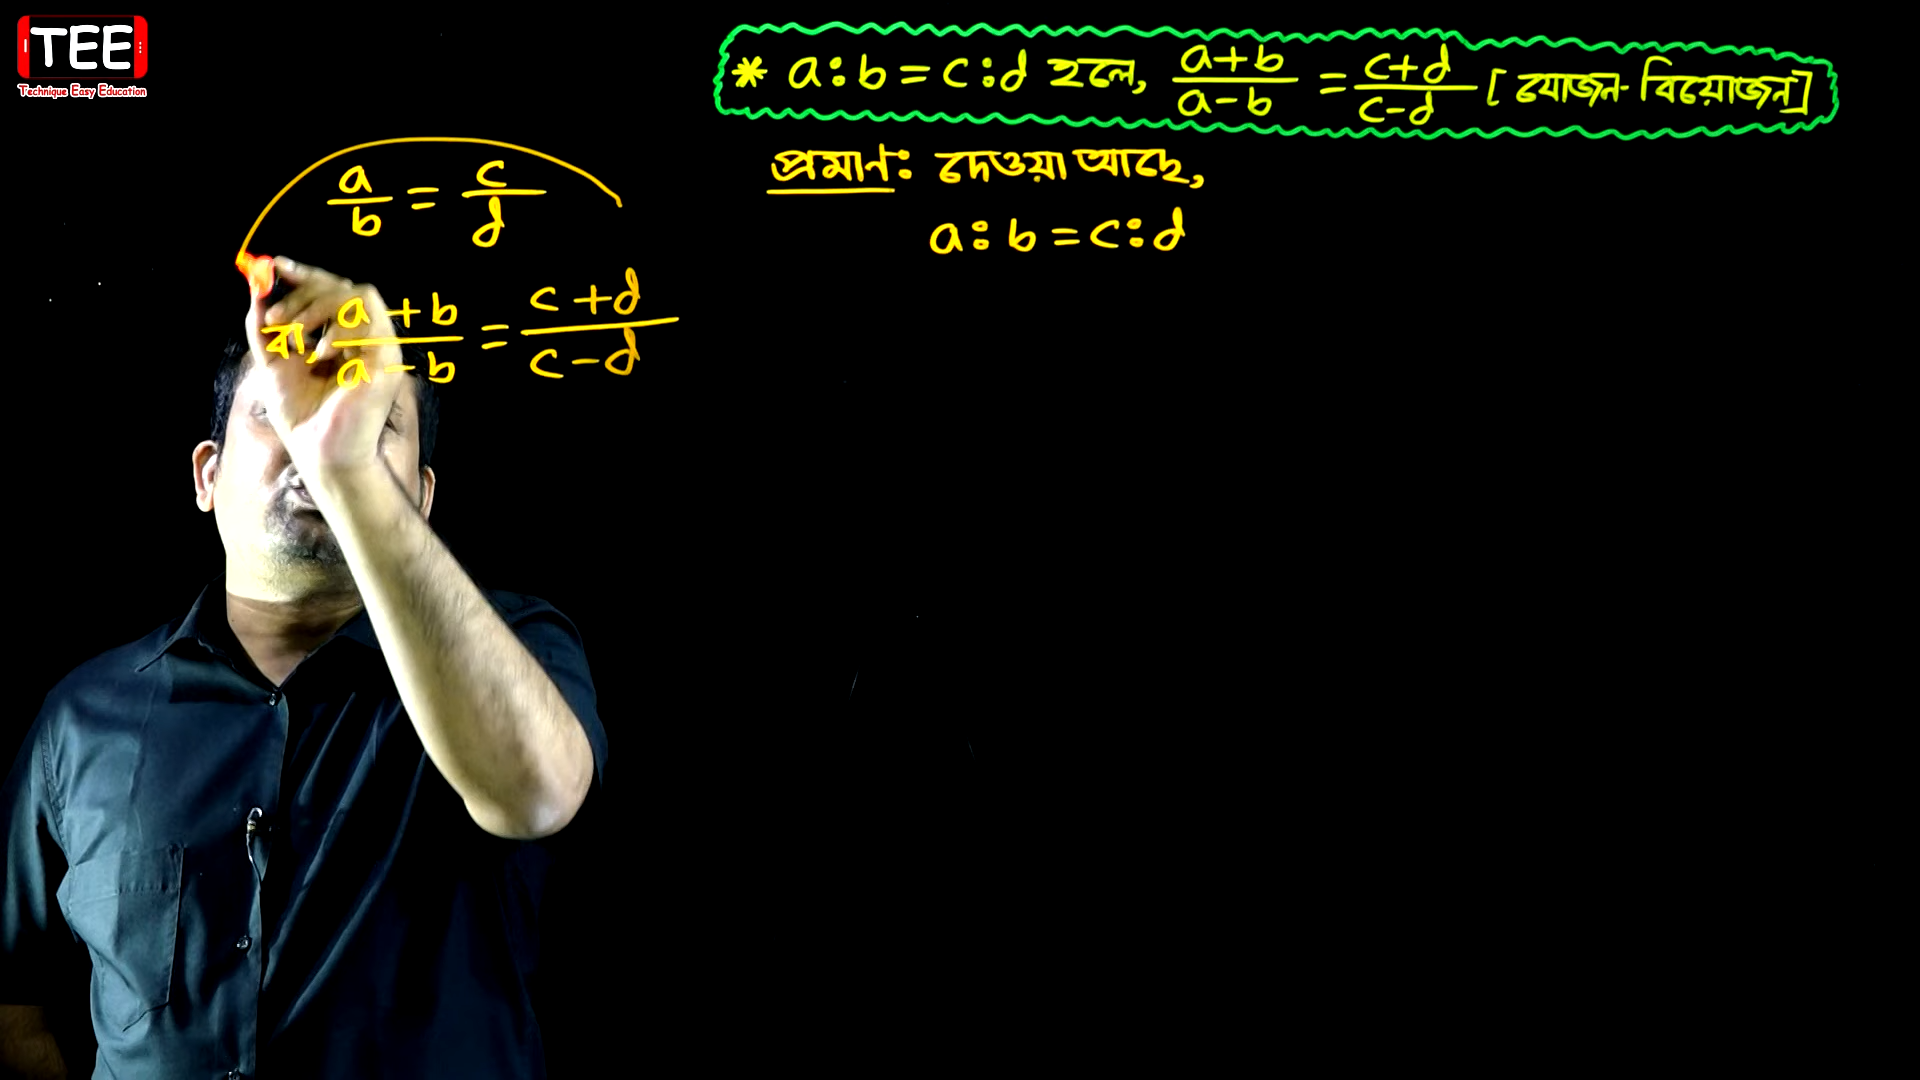 TEE
Technique Easy Education
* a : b = c : d হলে, (a+b)/(a-b) = (c+d)/(c-d) [যোজন-বিয়োজন]
প্রমাণ : দেওয়া আছে,
a : b = c : d
a/b = c/d
বা, (a+b)/(a-b) = (c+d)/(c-d)